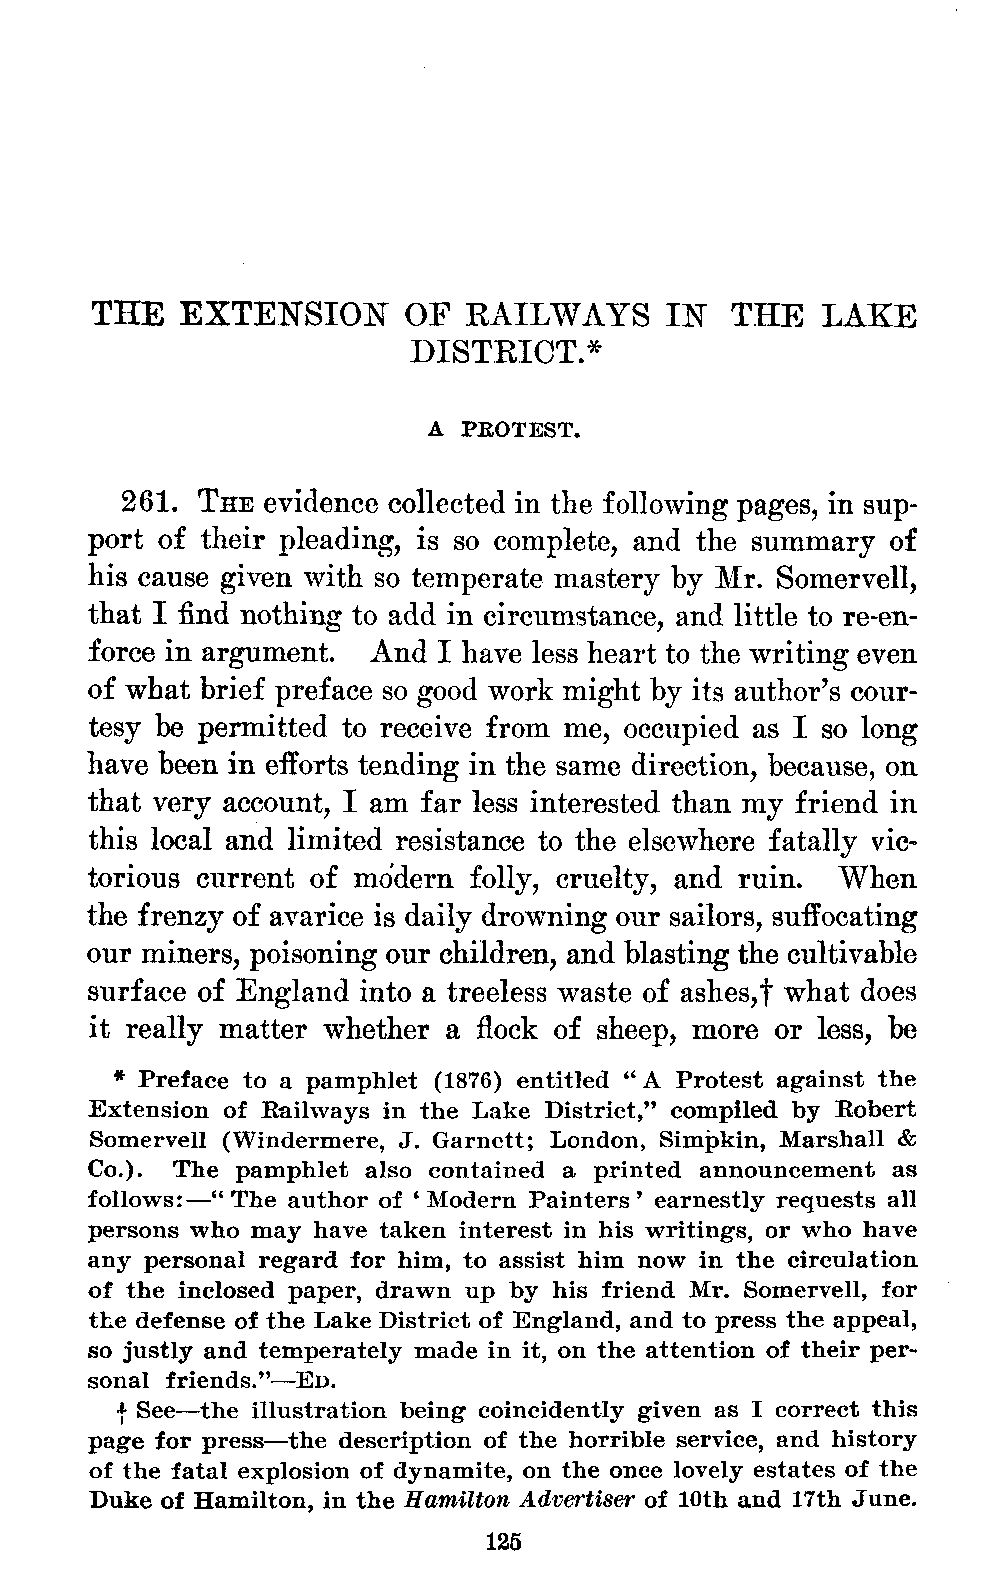 THE EXTENSION OF RAILWAYS IN THE LAKE
DISTRICT.*
A PROTEST.
261. THE evidence collected in the following pages, in sup-
port of their pleading, is so complete, and the summary of
his cause given with so temperate mastery by Mr. Somervell,
that I find nothing to add in circumstance, and little to re-en-
force in argument. And I have less heart to the writing even
of what brief preface so good work might by its author's cour-
tesy be permitted to receive from me, occupied as I so long
have been in efforts tending in the same direction, because, on
that very account, I am far less interested than my friend in
this local and limited resistance to the elsewhere fatally vic-
torious current of modern folly, cruelty, and ruin. When
the frenzy of avarice is daily drowning our sailors, suffocating
our miners, poisoning our children, and blasting the cultivable
surface of England into a treeless waste of ashes,† what does
it really matter whether a flock of sheep, more or less, be
* Preface to a pamphlet (1876) entitled “A Protest against the
Extension of Railways in the Lake District,” compiled by Robert
Somervell (Windermere, J. Garnett; London, Simpkin, Marshall &
Co.). The pamphlet also contained a printed announcement as
follows:—“The author of ‘Modern Painters’ earnestly requests all
persons who may have taken interest in his writings, or who have
any personal regard for him, to assist him now in the circulation
of the inclosed paper, drawn up by his friend Mr. Somervell, for
the defense of the Lake District of England, and to press the appeal,
so justly and temperately made in it, on the attention of their per-
sonal friends.”—ED.
† See—the illustration being coincidently given as I correct this
page for press—the description of the horrible service, and history
of the fatal explosion of dynamite, on the once lovely estates of the
Duke of Hamilton, in the Hamilton Advertiser of 10th and 17th June.
125